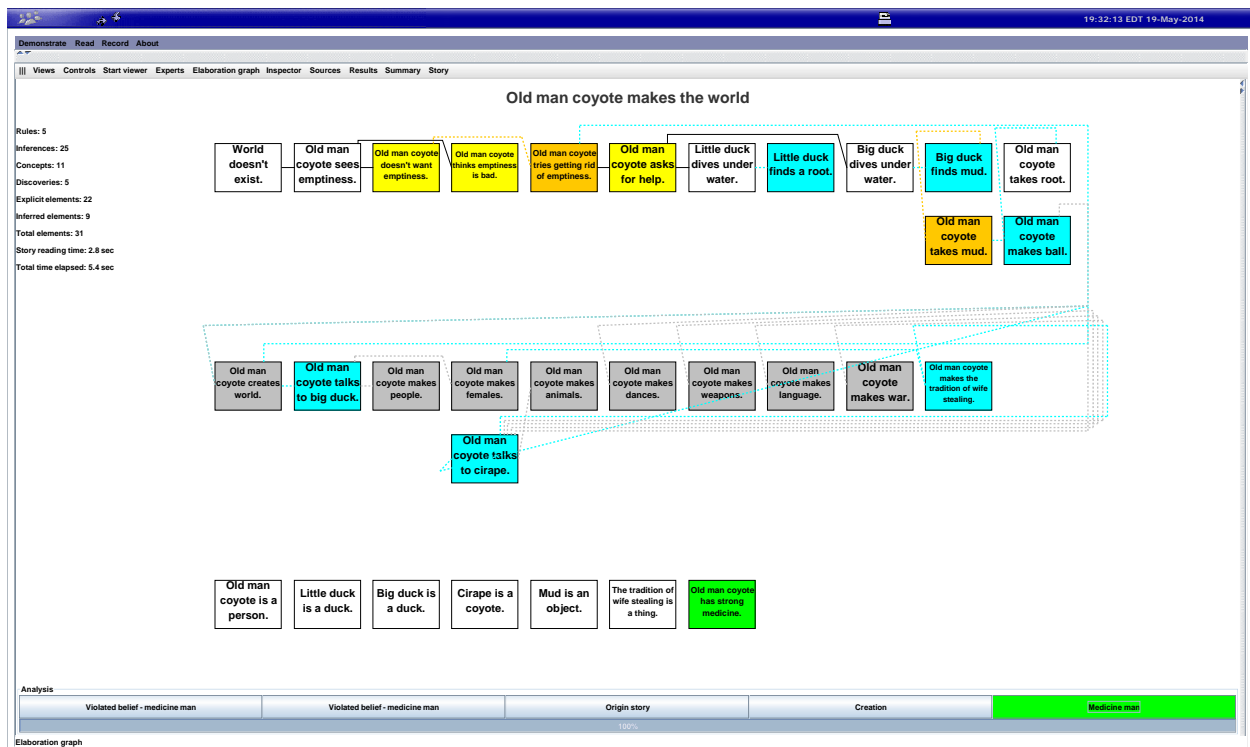 19:32:13 EDT 19-May-2014
Demonstrate Read Record About
||| Views Controls Start viewer Experts Elaboration graph Inspector Sources Results Summary Story
Old man coyote makes the world
Rules: 5
Inferences: 25
Concepts: 11
Discoveries: 5
Explicit elements: 22
Inferred elements: 9
Total elements: 31
Story reading time: 2.8 sec
Total time elapsed: 5.4 sec
World
doesn't
exist.
Old man
coyote sees
emptiness.
Old man coyote
doesn't want
emptiness.
Old man coyote
thinks emptiness
is bad.
Old man coyote
tries getting rid
of emptiness.
Old man
coyote asks
for help.
Little duck
dives under
water.
Little duck
finds a root.
Big duck
dives under
water.
Big duck
finds mud.
Old man
coyote
takes root.
Old man
coyote
takes mud.
Old man
coyote
makes ball.
Old man
coyote creates
world.
Old man
coyote talks
to big duck.
Old man
coyote makes
people.
Old man
coyote makes
females.
Old man
coyote makes
animals.
Old man
coyote makes
dances.
Old man
coyote makes
weapons.
Old man
coyote makes
language.
Old man
coyote
makes war.
Old man coyote
makes the
tradition of wife
stealing.
Old man
coyote talks
to cirape.
Old man
coyote is a
person.
Little duck
is a duck.
Big duck is
a duck.
Cirape is a
coyote.
Mud is an
object.
The tradition of
wife stealing is
a thing.
Old man coyote
has strong
medicine.
Analysis
Violated belief - medicine man
Violated belief - medicine man
Origin story
Creation
Medicine man
100%
Elaboration graph